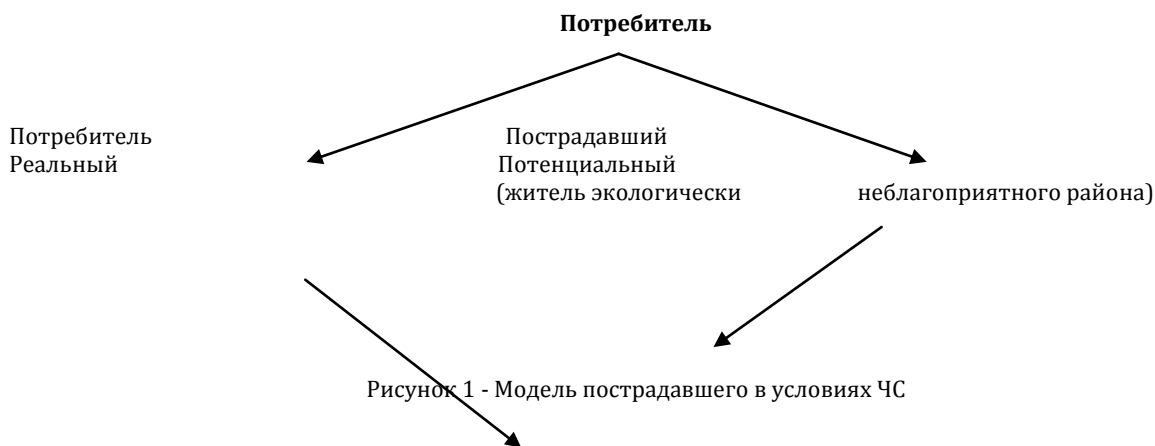 Потребитель
Потребитель Пострадавший
Реальный Потенциальный
(житель экологически неблагоприятного района)
Рисунок 1 - Модель пострадавшего в условиях ЧС